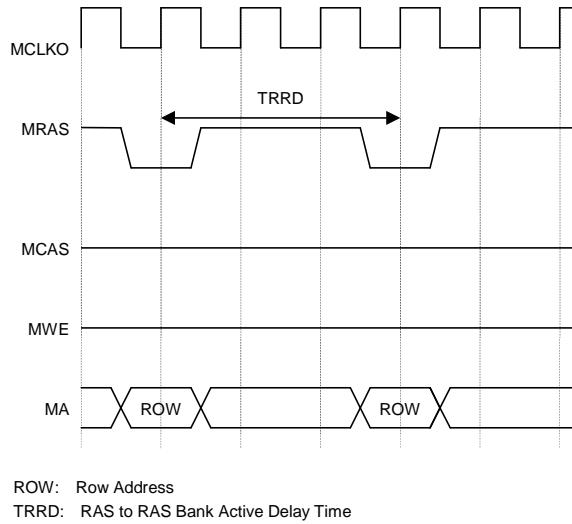 MCLKO
TRRD
MRAS
MCAS
MWE
MA
ROW
ROW
ROW: Row Address
TRRD: RAS to RAS Bank Active Delay Time